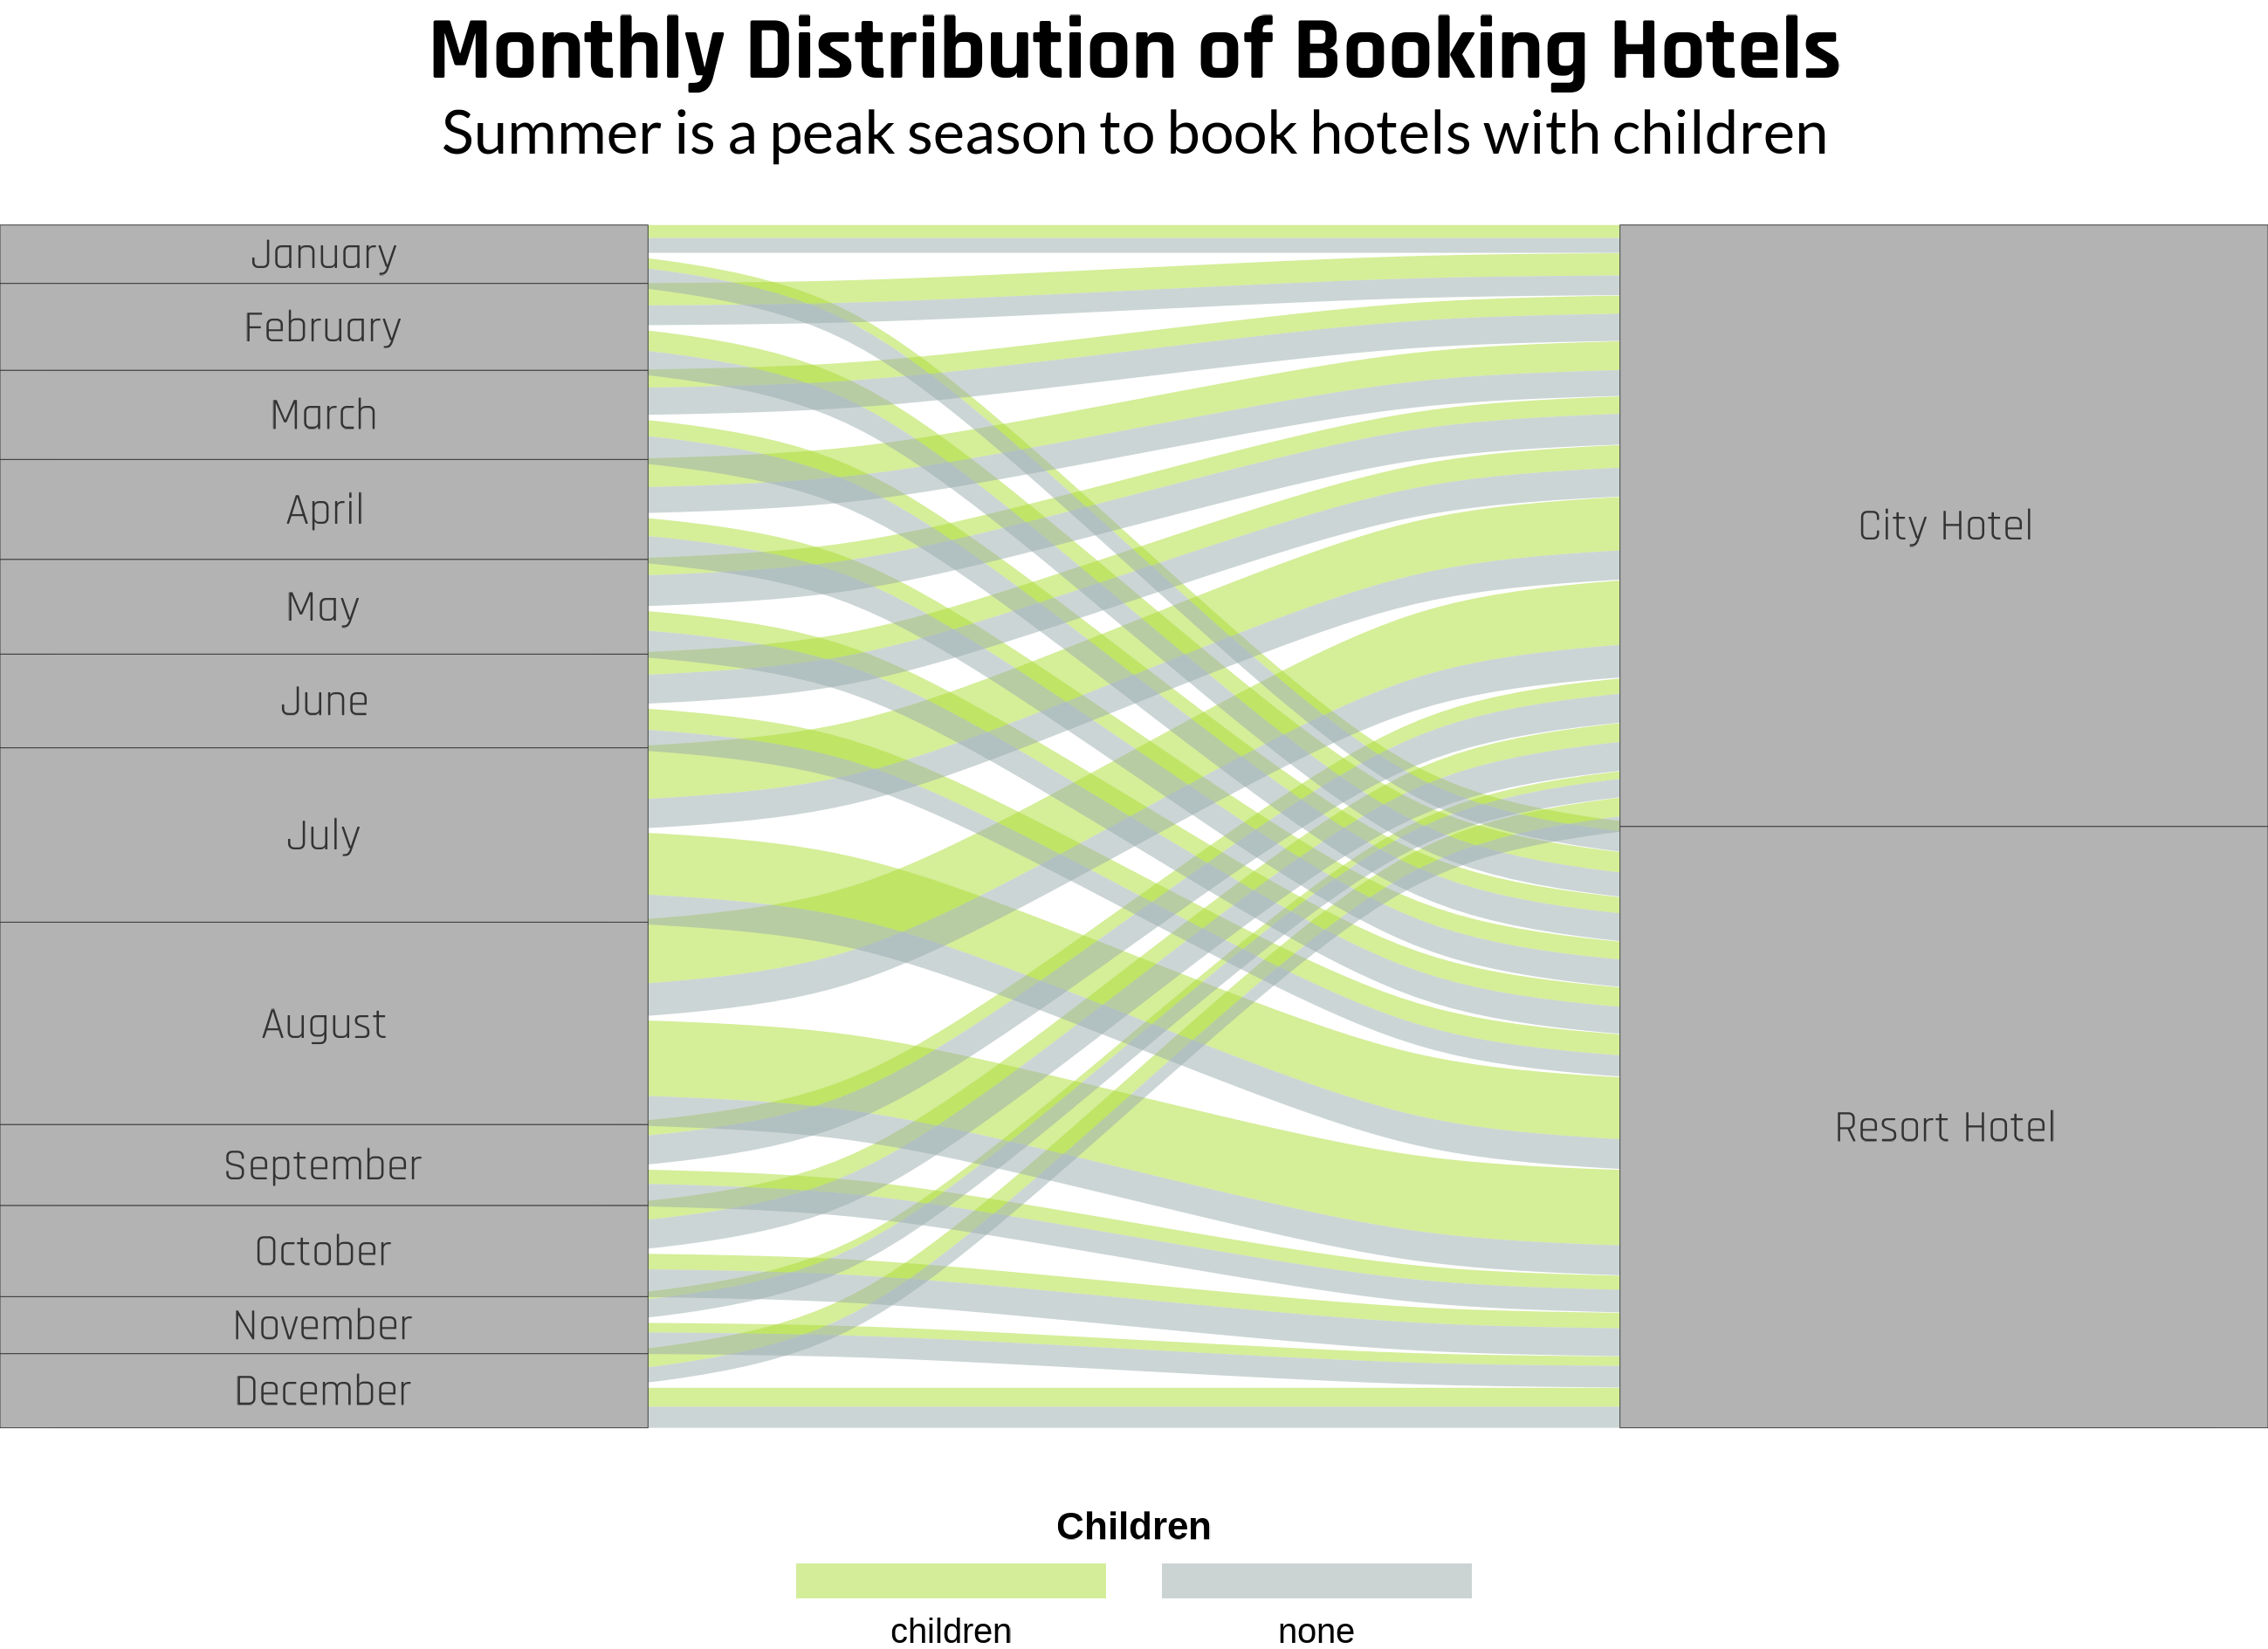 Monthly Distribution of Booking Hotels
Summer is a peak season to book hotels with children
January
February
March
April
May
June
July
August
September
October
November
December
City Hotel
Resort Hotel
Children
children
none